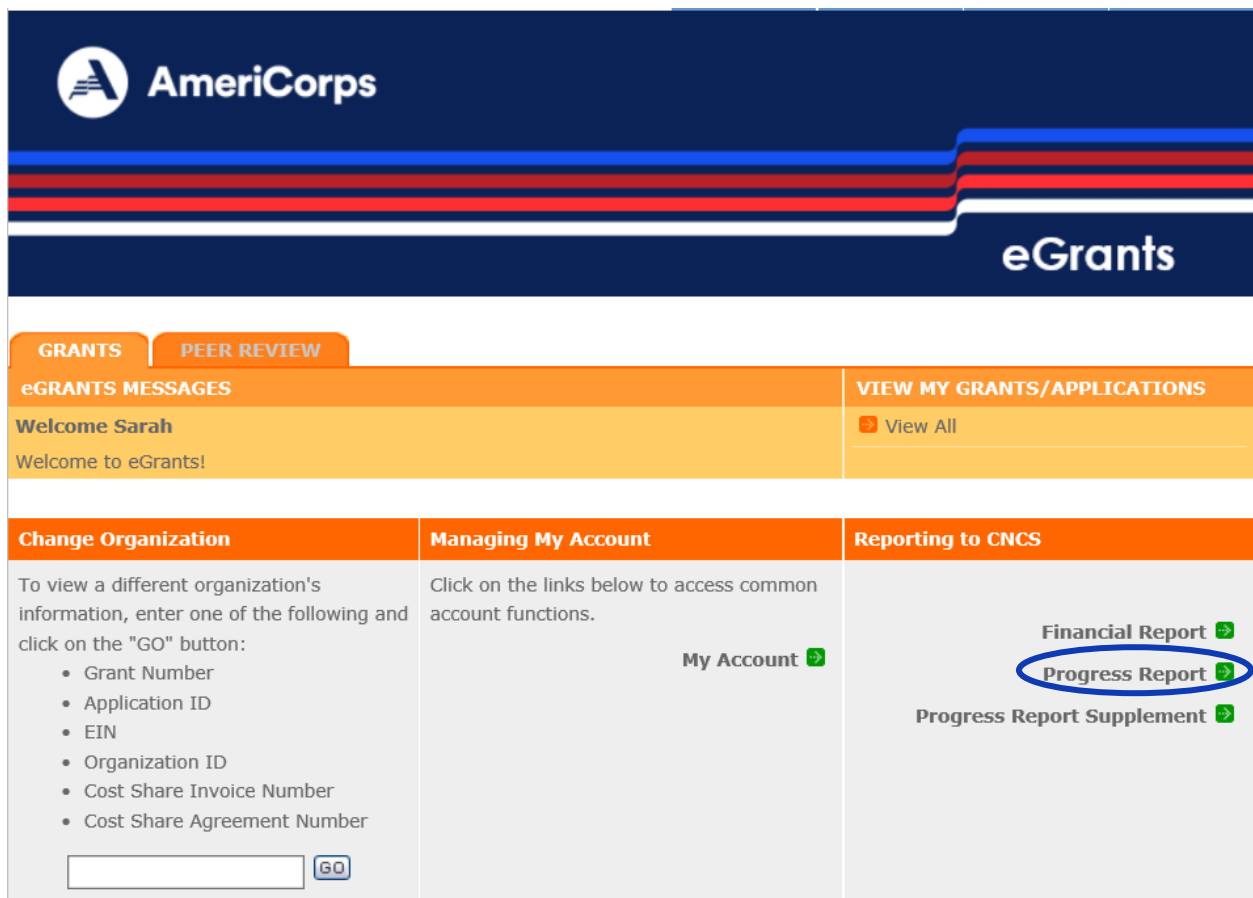 AmeriCorps
eGrants
GRANTS
PEER REVIEW
eGRANTS MESSAGES
VIEW MY GRANTS/APPLICATIONS
Welcome Sarah
View All
Welcome to eGrants!
Change Organization
To view a different organization's
information, enter one of the following and
click on the "GO" button:
• Grant Number
• Application ID
• EIN
• Organization ID
• Cost Share Invoice Number
• Cost Share Agreement Number
GO
Managing My Account
Click on the links below to access common
account functions.
My Account
Reporting to CNCS
Financial Report
Progress Report
Progress Report Supplement